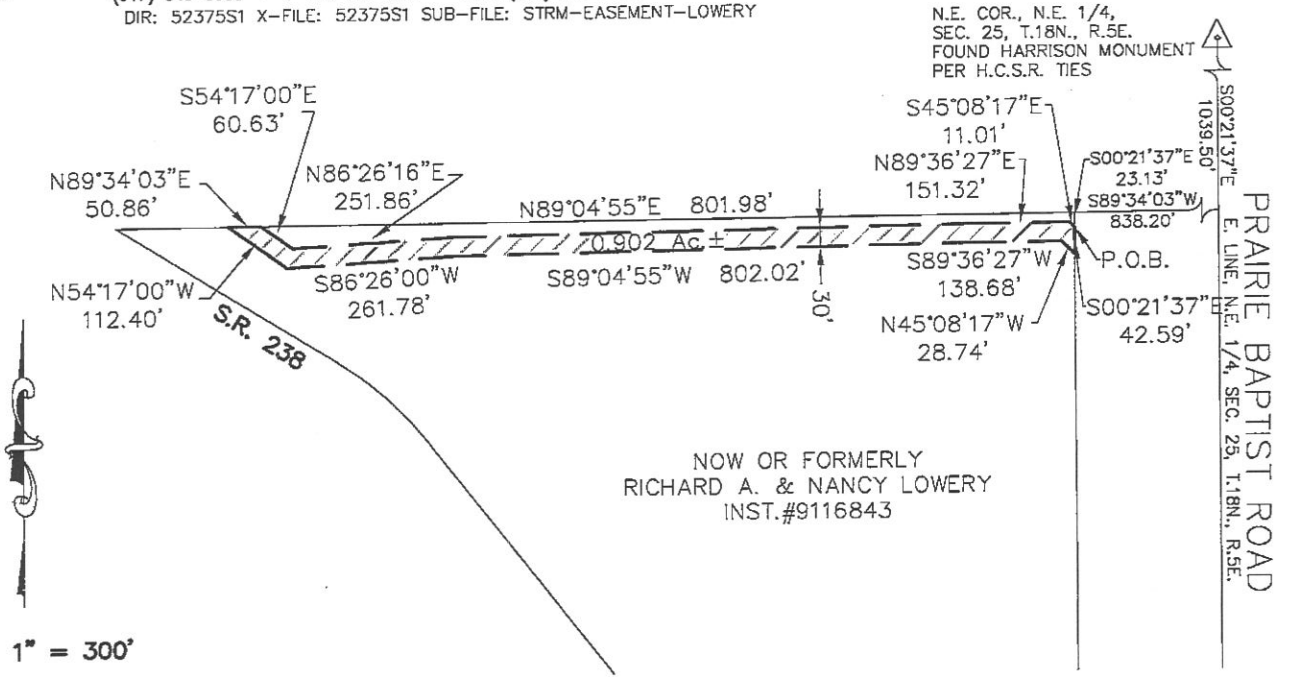 DIR: 52375S1 X-FILE: 52375S1 SUB-FILE: STRM-EASEMENT-LOWERY
N.E. COR., N.E. 1/4,
SEC. 25, T.18N., R.5E.
FOUND HARRISON MONUMENT
PER H.C.S.R. TIES
S54°17'00"E
60.63'
S45°08'17"E
11.01'
S00°21'37"E
1039.50'
N89°34'03"E
50.86'
N86°26'16"E
251.86'
N89°04'55"E 801.98'
N89°36'27"E
151.32'
S00°21'37"E
23.13'
S89°34'03"W
838.20'
0.902 Ac.±
N54°17'00"W
112.40'
S86°26'00"W
261.78'
S89°04'55"W 802.02'
30'
S89°36'27"W
138.68'
P.O.B.
N45°08'17"W
28.74'
S00°21'37"E
42.59'
S.R. 238
PRAIRIE BAPTIST ROAD
E. LINE, N.E. 1/4, SEC. 25, T.18N., R.5E.
NOW OR FORMERLY
RICHARD A. & NANCY LOWERY
INST.#9116843
1" = 300'